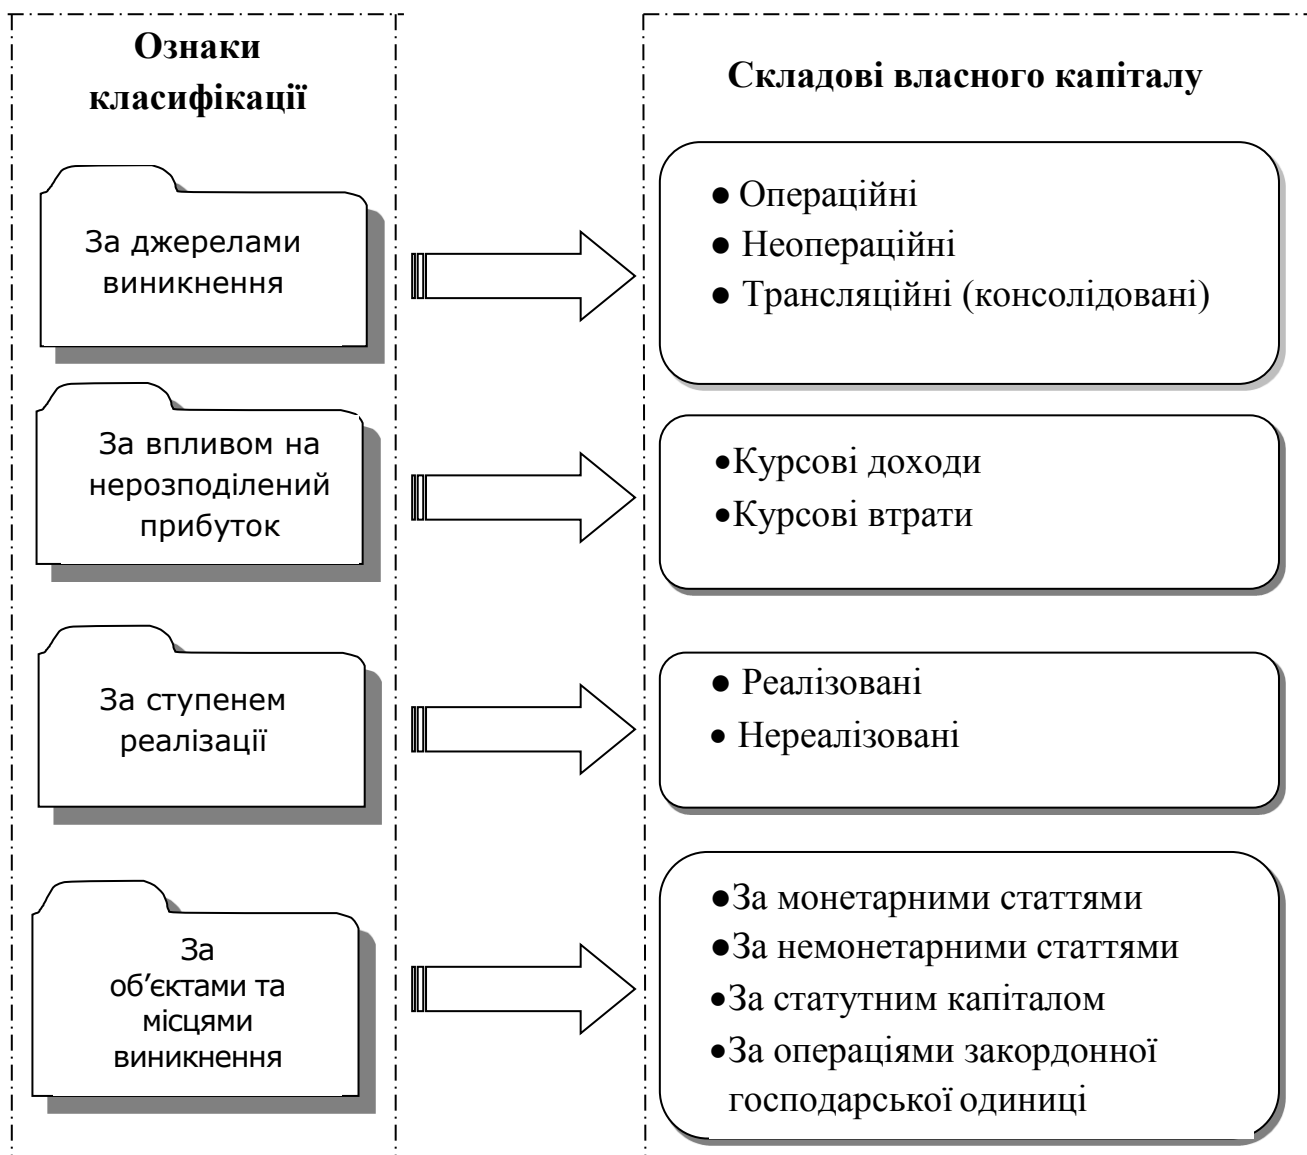 Ознаки
класифікації
Складові власного капіталу
За джерелами
виникнення
● Операційні
● Неопераційні
● Трансляційні (консолідовані)
За впливом на
нерозподілений
прибуток
●Курсові доходи
●Курсові втрати
За ступенем
реалізації
● Реалізовані
● Нереалізовані
За
об’єктами та
місцями
виникнення
●За монетарними статтями
●За немонетарними статтями
●За статутним капіталом
●За операціями закордонної
господарської одиниці